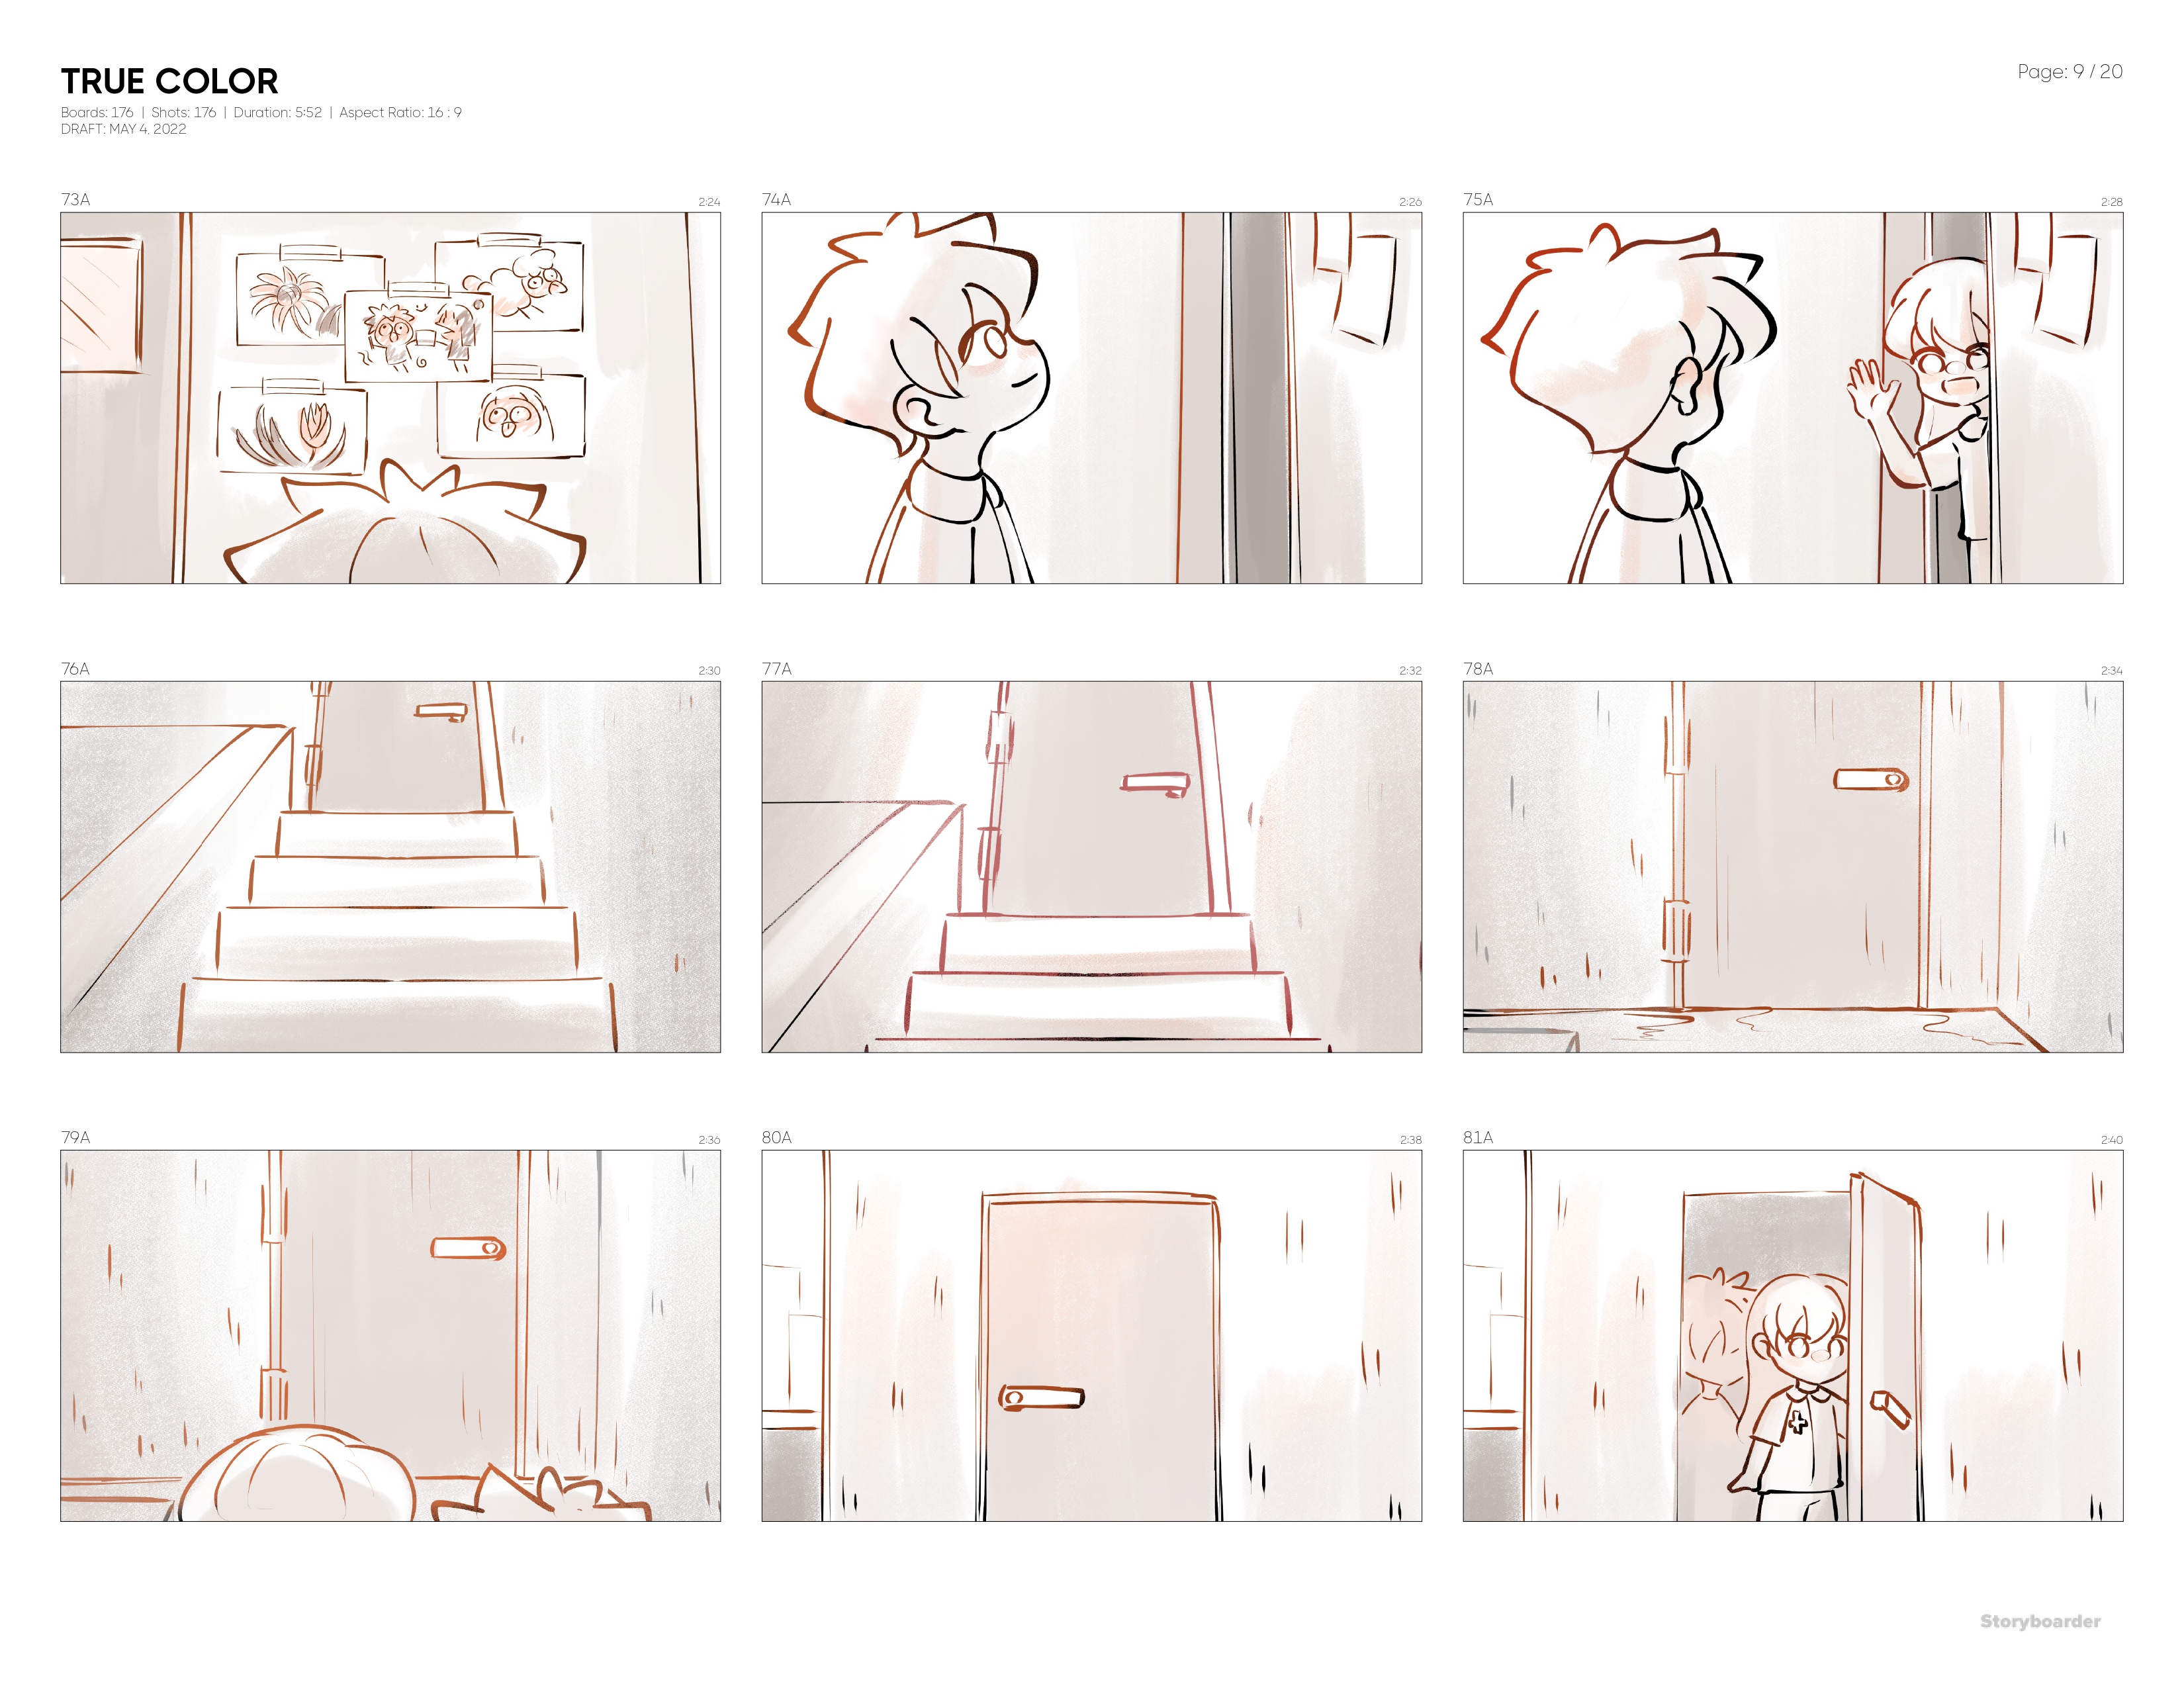 TRUE COLOR
Page: 9 / 20
Boards: 176 | Shots: 176 | Duration: 5:52 | Aspect Ratio: 16 : 9
DRAFT: MAY 4, 2022
73A 2:24
74A 2:26
75A 2:28
76A 2:30
77A 2:32
78A 2:34
79A 2:36
80A 2:38
81A 2:40
Storyboarder